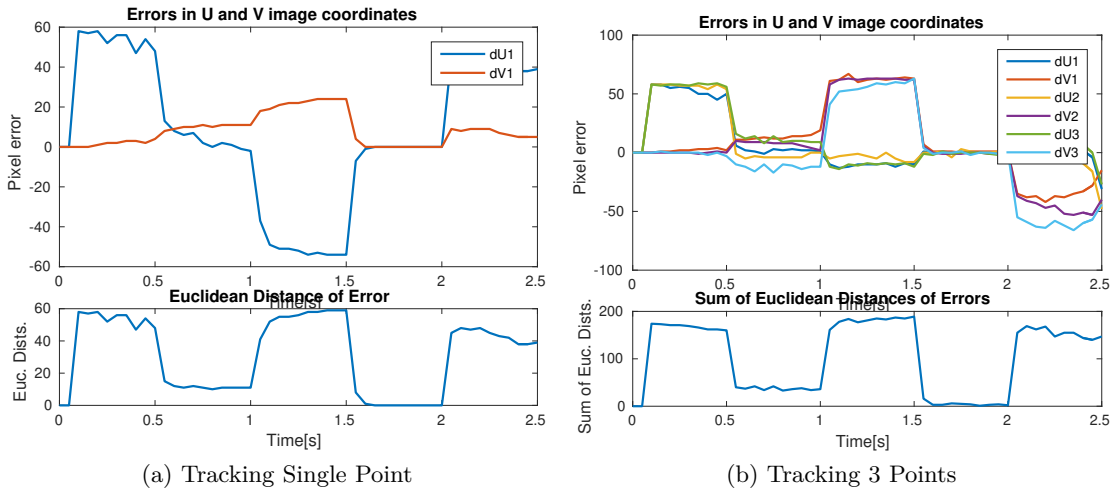 Errors in U and V image coordinates
60
40
20
0
-20
-40
-60
Pixel error
dU1
dV1
0 0.5 1 1.5 2 2.5
Time[s]
Euclidean Distance of Error
60
40
20
0
Euc. Dists.
0 0.5 1 1.5 2 2.5
Time[s]
(a) Tracking Single Point
Errors in U and V image coordinates
100
50
0
-50
-100
Pixel error
dU1
dV1
dU2
dV2
dU3
dV3
0 0.5 1 1.5 2 2.5
Time[s]
Sum of Euclidean Distances of Errors
200
100
0
Sum of Euc. Dists.
0 0.5 1 1.5 2 2.5
Time[s]
(b) Tracking 3 Points